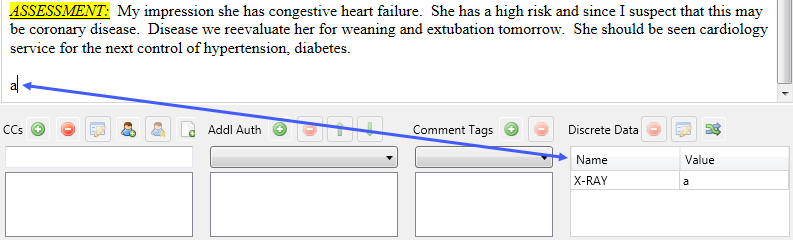 ASSESSMENT: My impression she has congestive heart failure. She has a high risk and since I suspect that this may
be coronary disease. Disease we reevaluate her for weaning and extubation tomorrow. She should be seen cardiology
service for the next control of hypertension, diabetes.
a
CCs Addl Auth Comment Tags Discrete Data
Name Value
X-RAY a